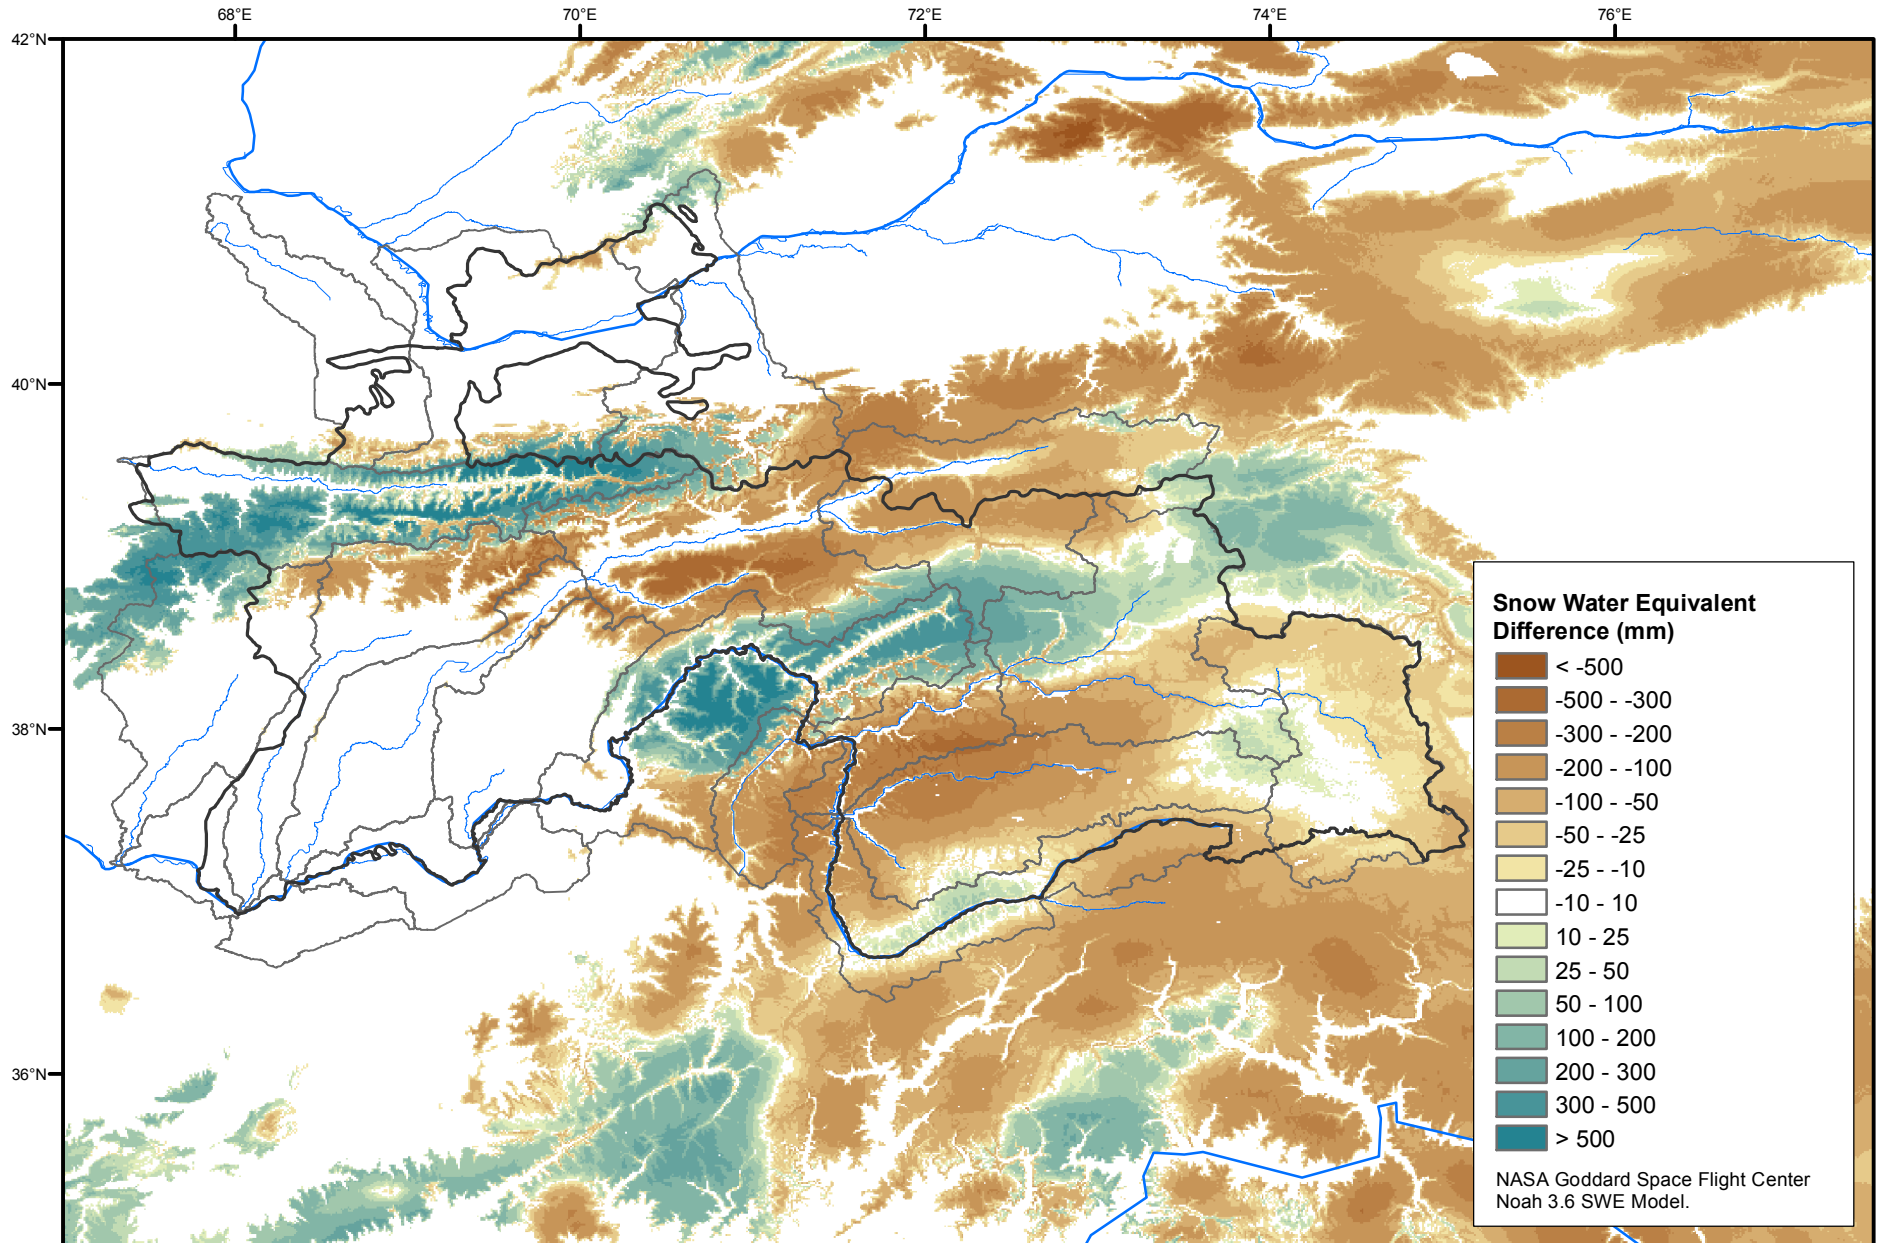 68°E
70°E
72°E
74°E
76°E
42°N
40°N
38°N
36°N
Snow Water Equivalent
Difference (mm)
< -500
-500 - -300
-300 - -200
-200 - -100
-100 - -50
-50 - -25
-25 - -10
-10 - 10
10 - 25
25 - 50
50 - 100
100 - 200
200 - 300
300 - 500
> 500
NASA Goddard Space Flight Center
Noah 3.6 SWE Model.